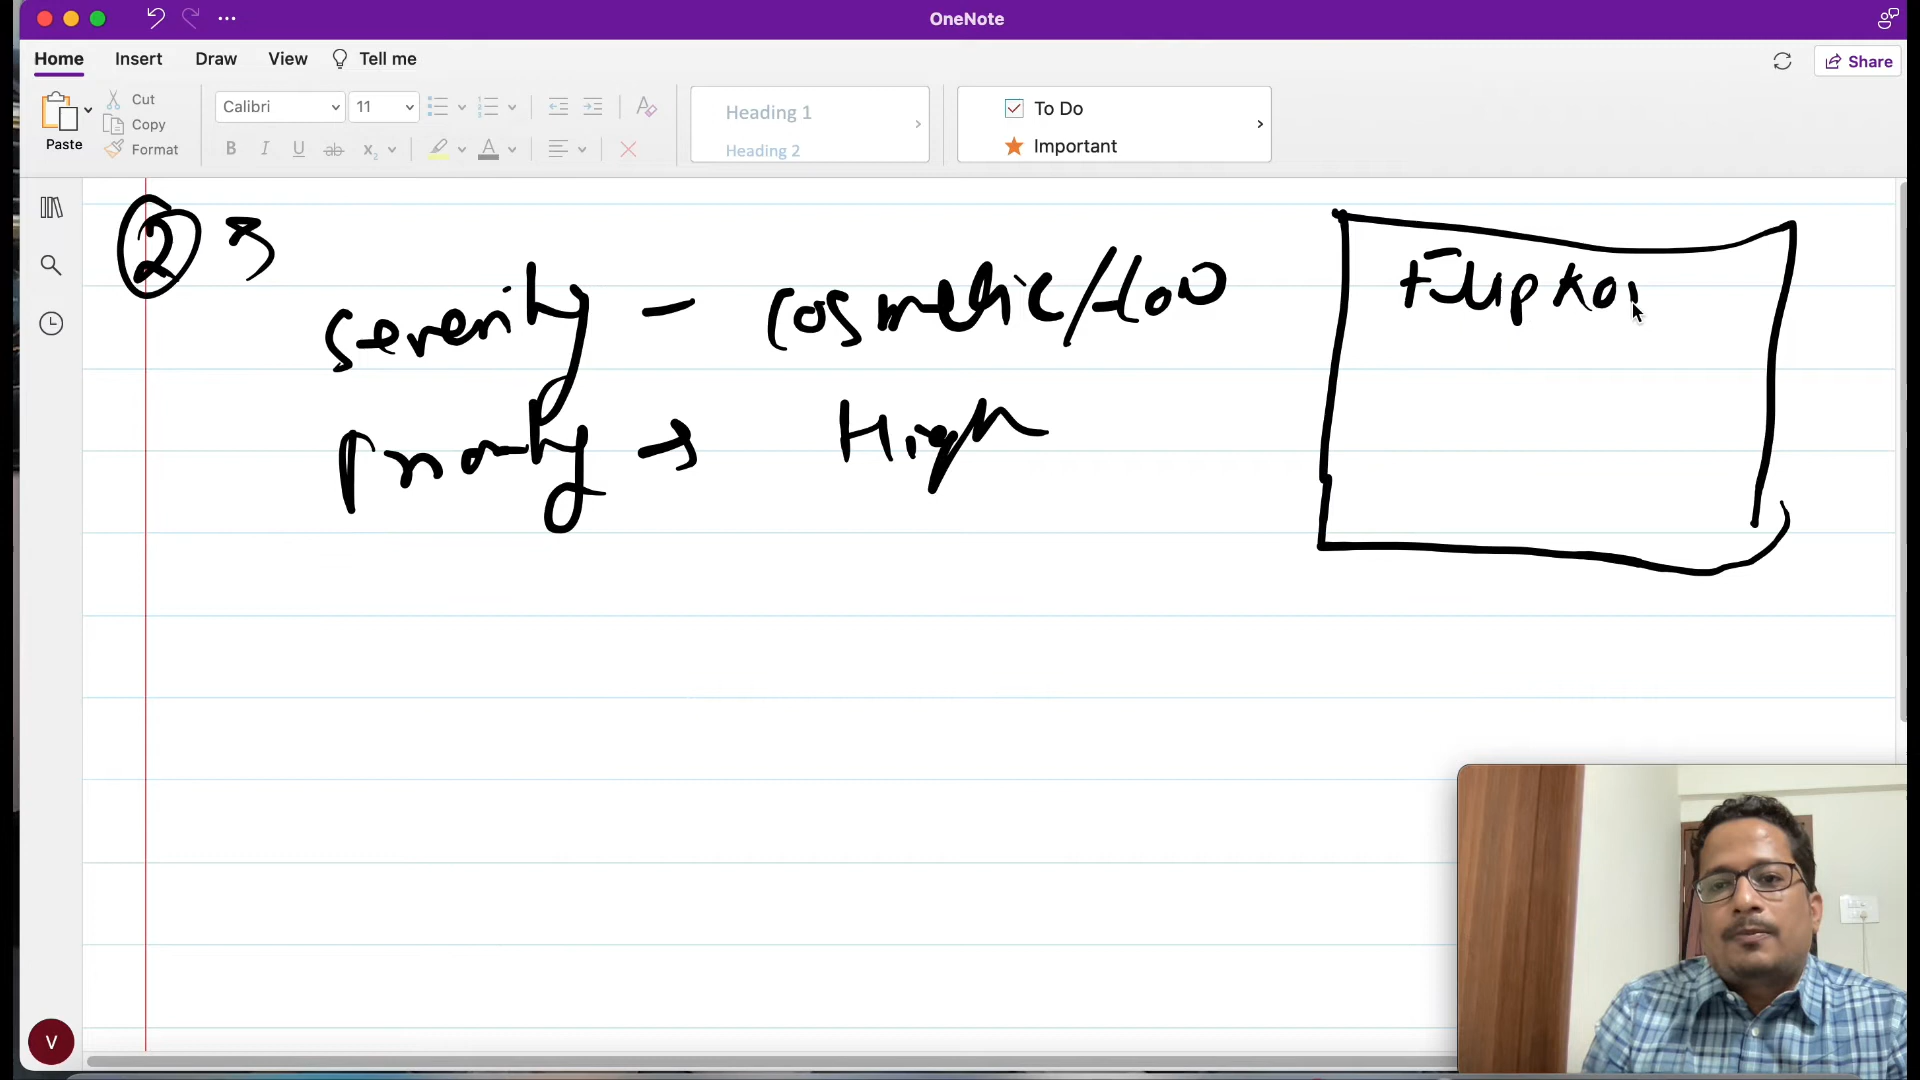 OneNote
Home Insert Draw View Tell me Share
Paste Cut Copy Format
Calibri 11
Heading 1
Heading 2
To Do
Important
②
severity - cosmetic/low
priority → High
Flipkar
V